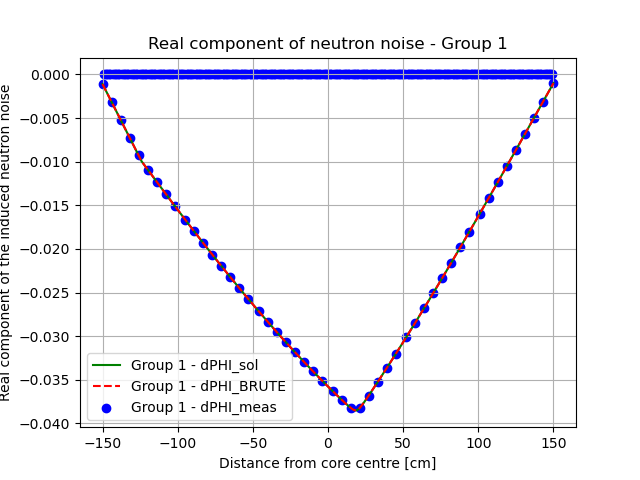 Real component of neutron noise - Group 1
Real component of the induced neutron noise
0.000
−0.005
−0.010
−0.015
−0.020
−0.025
−0.030
−0.035
−0.040
Group 1 - dPHI_sol
Group 1 - dPHI_BRUTE
Group 1 - dPHI_meas
−150
−100
−50
0
50
100
150
Distance from core centre [cm]